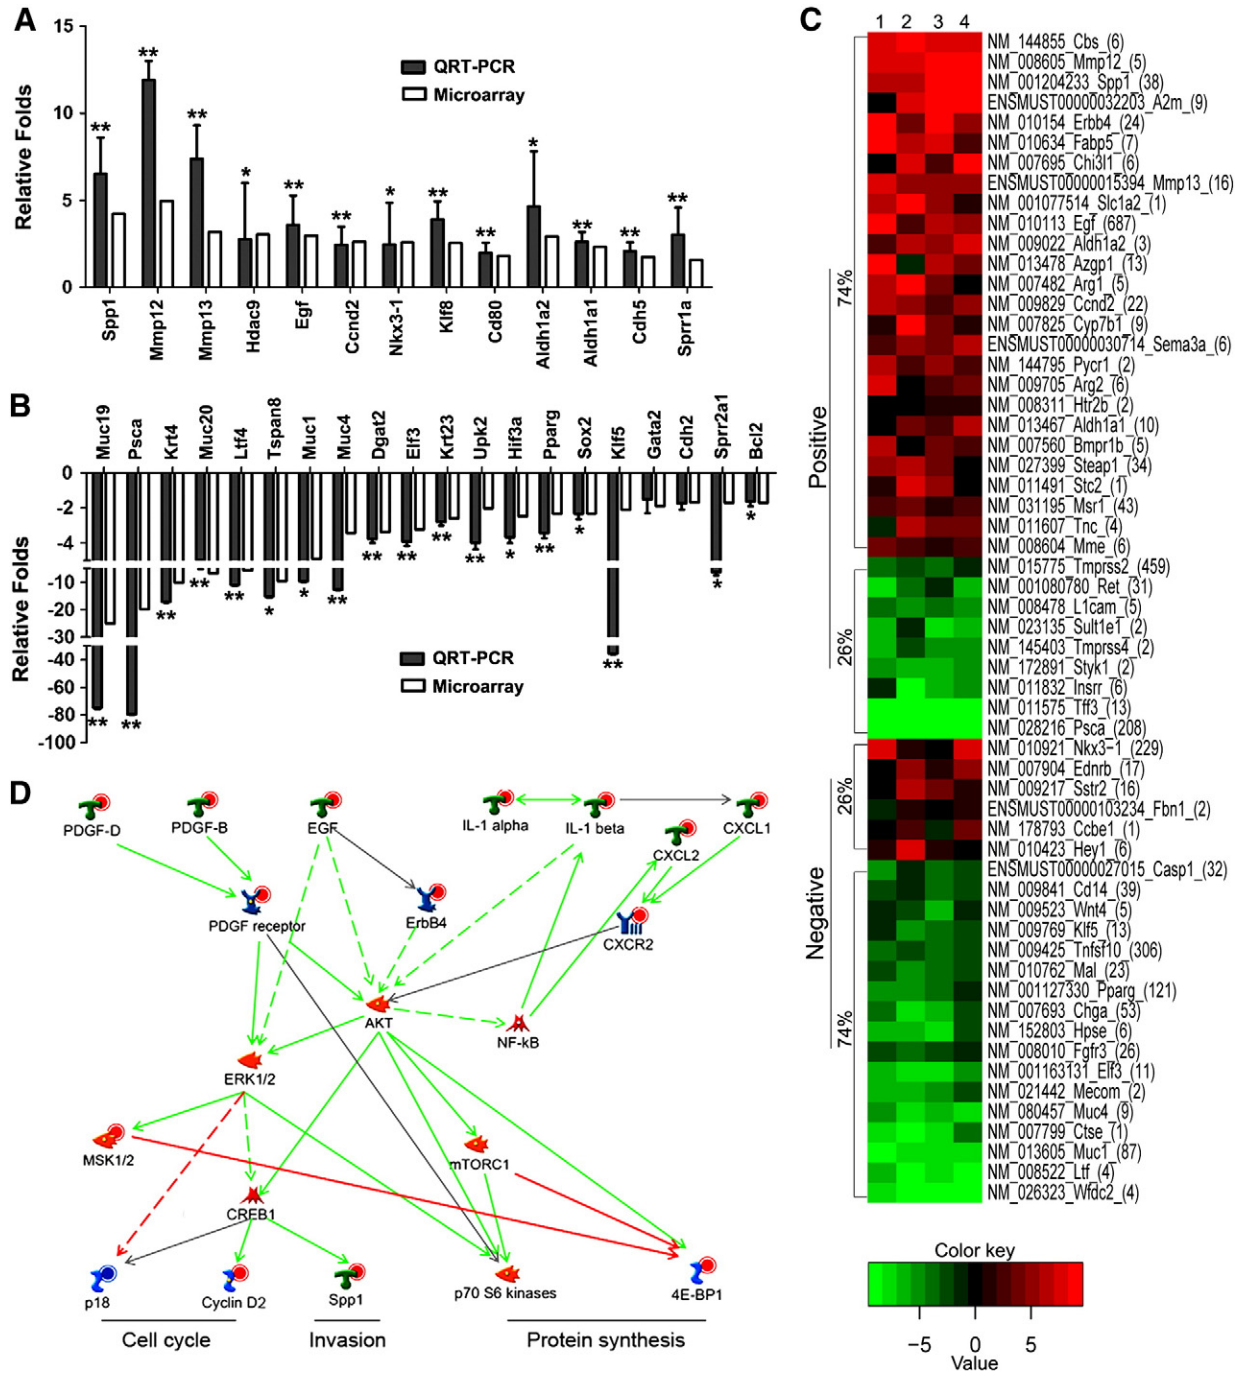 A
15
10
5
0
Relative Folds
QRT-PCR
Microarray
**
**
**
*
**
**
*
**
**
*
**
**
**
Spp1
Mmp12
Mmp13
Hdac9
Egf
Ccnd2
Nkx3-1
Klf8
Cd80
Aldh1a2
Aldh1a1
Cdh5
Sprr1a
B
Muc19
Psca
Krt4
Muc20
Ltf4
Tspan8
Muc1
Muc4
Dgat2
Elf3
Krt23
Upk2
Hif3a
Pparg
Sox2
Klf5
Gata2
Cdh2
Sprr2a1
Bcl2
0
-2
-4
-10
-20
-30
-40
-60
-80
-100
Relative Folds
**
**
**
**
**
*
*
**
**
**
**
**
*
**
*
**
*
*
QRT-PCR
Microarray
C
1 2 3 4
NM_144855_Cbs_(6)
NM_008605_Mmp12_(5)
NM_001204233_Spp1_(38)
ENSMUST00000032203_A2m_(9)
NM_010154_Erbb4_(24)
NM_010634_Fabp5_(7)
NM_007695_Chi3l1_(6)
ENSMUST00000015394_Mmp13_(16)
NM_001077514_Slc1a2_(1)
NM_010113_Egf_(687)
NM_009022_Aldh1a2_(3)
NM_013478_Azgp1_(13)
NM_007482_Arg1_(5)
NM_009829_Ccnd2_(22)
NM_007825_Cyp7b1_(9)
ENSMUST00000030714_Sema3a_(6)
NM_144795_Pycr1_(2)
NM_009705_Arg2_(6)
NM_008311_Htr2b_(2)
NM_013467_Aldh1a1_(10)
NM_007560_Bmpr1b_(5)
NM_027399_Steap1_(34)
NM_011491_Stc2_(1)
NM_031195_Msr1_(43)
NM_011607_Tnc_(4)
NM_008604_Mme_(6)
NM_015775_Tmprss2_(459)
NM_001080780_Ret_(31)
NM_008478_L1cam_(5)
NM_023135_Sult1e1_(2)
NM_145403_Tmprss4_(2)
NM_172891_Styk1_(2)
NM_011832_Insrr_(6)
NM_011575_Tff3_(13)
NM_028216_Psca_(208)
NM_010921_Nkx3-1_(229)
NM_007904_Ednrb_(17)
NM_009217_Sstr2_(16)
ENSMUST00000103234_Fbn1_(2)
NM_178793_Ccbe1_(1)
NM_010423_Hey1_(6)
ENSMUST00000027015_Casp1_(32)
NM_009841_Cd14_(39)
NM_009523_Wnt4_(5)
NM_009769_Klf5_(13)
NM_009425_Tnfsf10_(306)
NM_010762_Mal_(23)
NM_001127330_Pparg_(121)
NM_007693_Chga_(53)
NM_152803_Hpse_(6)
NM_008010_Fgfr3_(26)
NM_001163131_Elf3_(11)
NM_021442_Mecom_(2)
NM_080457_Muc4_(9)
NM_007799_Ctse_(1)
NM_013605_Muc1_(87)
NM_008522_Ltf_(4)
NM_026323_Wfdc2_(4)
74%
Positive
26%
26%
Negative
74%
Color key
−5 0 5
Value
D
PDGF-D
PDGF-B
EGF
IL-1 alpha
IL-1 beta
CXCL1
CXCL2
PDGF receptor
ErbB4
CXCR2
AKT
NF-kB
ERK1/2
MSK1/2
mTORC1
CREB1
p18
Cyclin D2
Spp1
p70 S6 kinases
4E-BP1
Cell cycle
Invasion
Protein synthesis